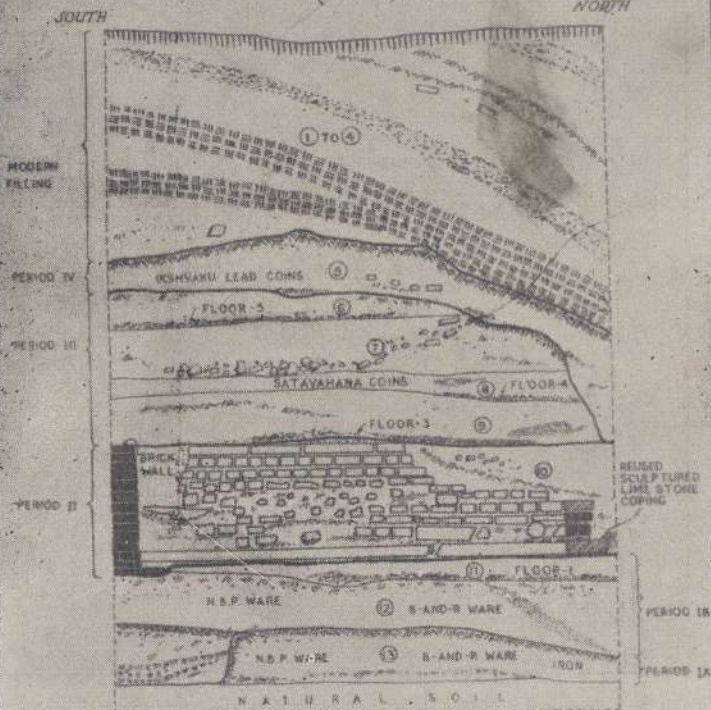 SOUTH
NORTH
① TO ④
MODERN
FILLING
PERIOD IV
IKSHVAKU LEAD COINS ⑤
FLOOR-5 ⑥
PERIOD III
⑦
SATAVAHANA COINS ⑧ FLOOR-4
FLOOR-3 ⑨
BRICK
WALL
⑩
REUSED
SCULPTURED
LIME STONE
COPING
PERIOD II
⑪ FLOOR-1
N.B.P. WARE ⑫ B-AND-R WARE
PERIOD IB
N.B.P. WARE ⑬ B-AND-R WARE
IRON
PERIOD IA
NATURAL SOIL